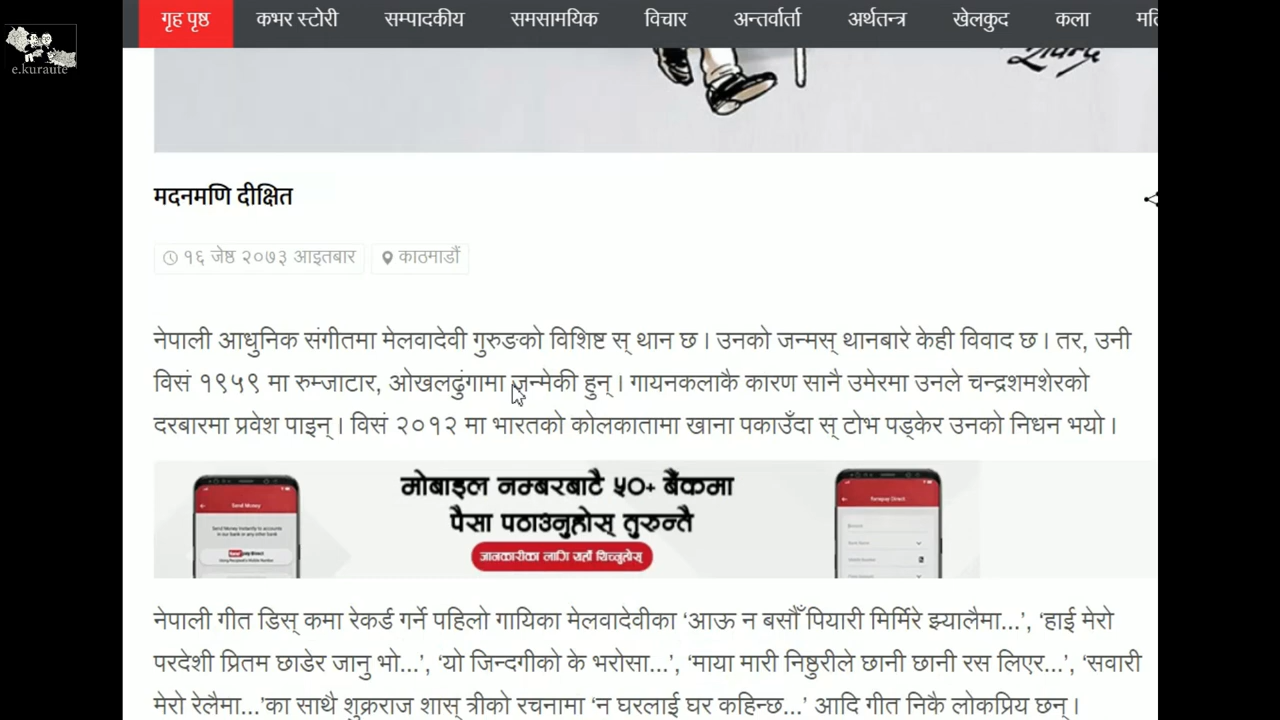 गृह पृष्ठ कभर स्टोरी सम्पादकीय समसामयिक विचार अन्तर्वार्ता अर्थतन्त्र खेलकुद कला
e.kuraute
मदनमणि दीक्षित
१६ जेष्ठ २०७३ आइतबार काठमाडौं
नेपाली आधुनिक संगीतमा मेलवादेवी गुरुङको विशिष्ट स् थान छ । उनको जन्मस् थानबारे केही विवाद छ । तर, उनी
विसं १९५९ मा रुम्जाटार, ओखलढुंगामा जन्मेकी हुन् । गायनकलाकै कारण सानै उमेरमा उनले चन्द्रशमशेरको
दरबारमा प्रवेश पाइन् । विसं २०१२ मा भारतको कोलकातामा खाना पकाउँदा स् टोभ पड्केर उनको निधन भयो ।
मोबाइल नम्बरबाटै ५०+ बैंकमा
पैसा पठाउनुहोस् तुरुन्तै
जानकारीका लागि यहाँ थिच्नुहोस्
Send Money
नेपाली गीत डिस् कमा रेकर्ड गर्ने पहिलो गायिका मेलवादेवीका ‘आऊ न बसौँ पियारी मिर्मिरे झ्यालैमा...’, ‘हाई मेरो
परदेशी प्रितम छाडेर जानु भो...’, ‘यो जिन्दगीको के भरोसा...’, ‘माया मारी निष्ठुरीले छानी छानी रस लिएर...’, ‘सवारी
मेरो रेलैमा...’का साथै शुक्रराज शास् त्रीको रचनामा ‘न घरलाई घर कहिन्छ...’ आदि गीत निकै लोकप्रिय छन् ।